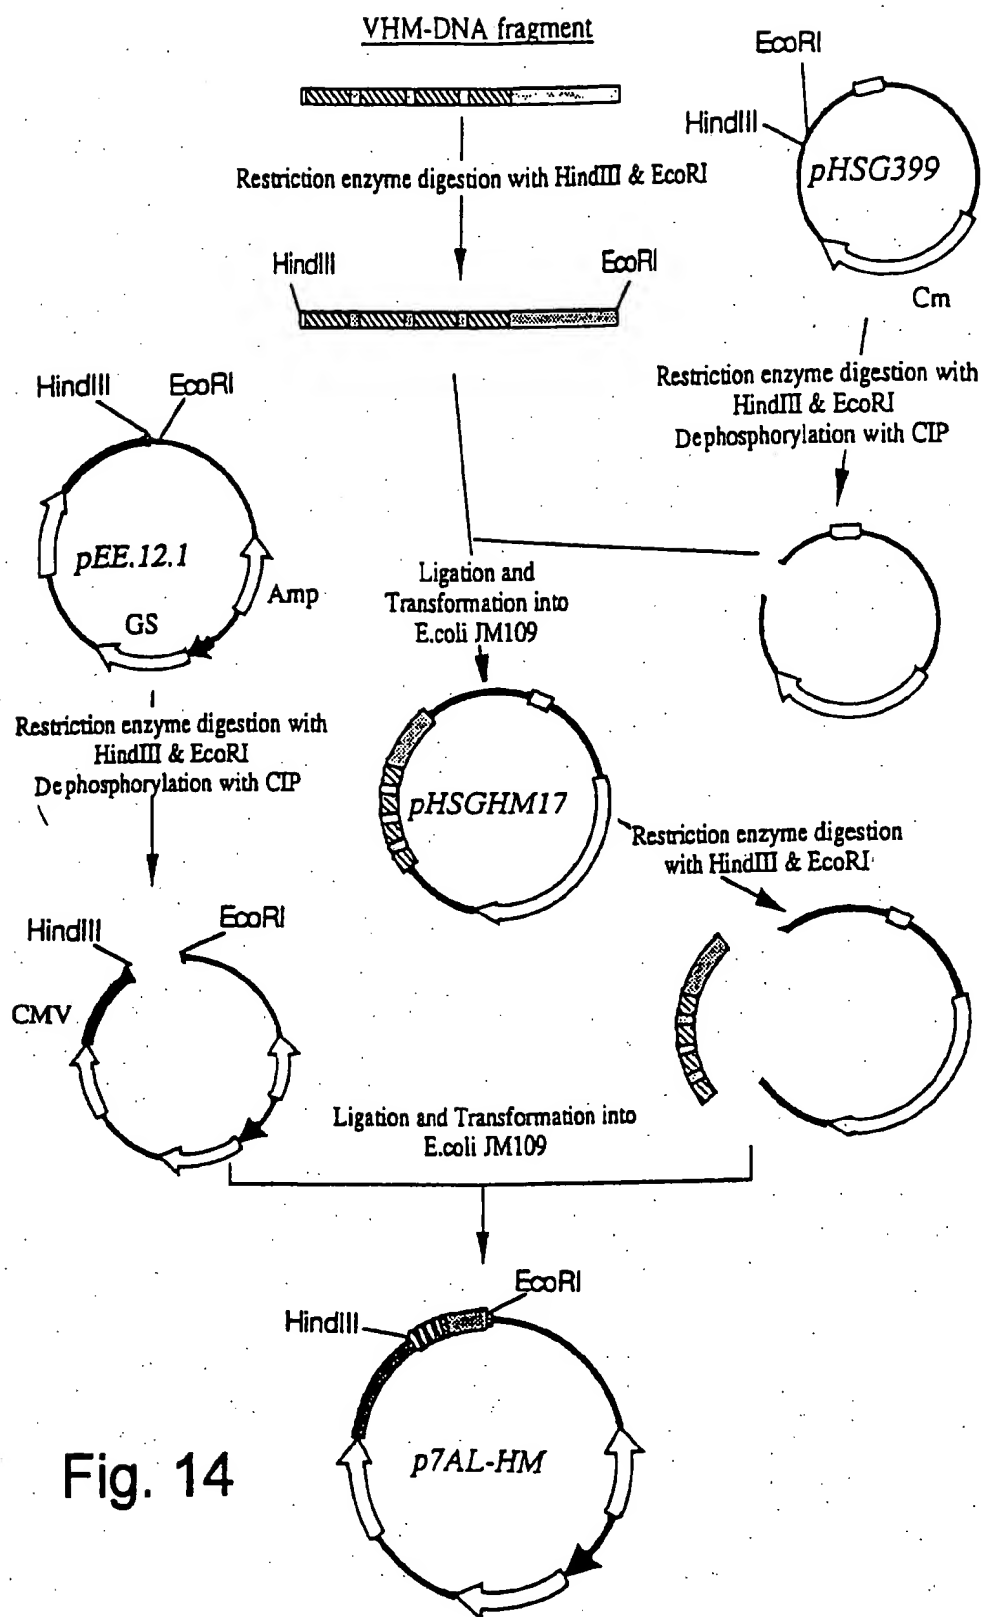 VHM-DNA fragment
EcoRI
HindIII
pHSG399
Cm
Restriction enzyme digestion with HindIII & EcoRI
HindIII
EcoRI
Restriction enzyme digestion with
HindIII & EcoRI
Dephosphorylation with CIP
HindIII
EcoRI
pEE.12.1
Amp
GS
Ligation and
Transformation into
E.coli JM109
Restriction enzyme digestion with
HindIII & EcoRI
Dephosphorylation with CIP
pHSGHM17
Restriction enzyme digestion
with HindIII & EcoRI
HindIII
EcoRI
CMV
Ligation and Transformation into
E.coli JM109
HindIII
EcoRI
p7AL-HM
Fig. 14